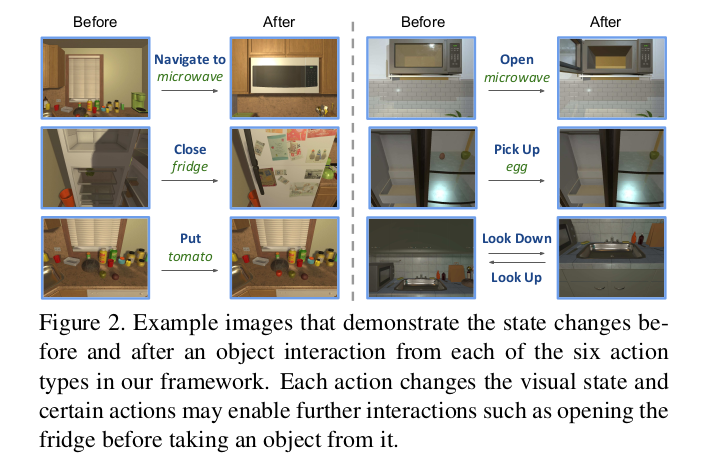 Before After Before After
Navigate to
microwave
Open
microwave
Close
fridge
Pick Up
egg
Put
tomato
Look Down
Look Up
Figure 2. Example images that demonstrate the state changes be-
fore and after an object interaction from each of the six action
types in our framework. Each action changes the visual state and
certain actions may enable further interactions such as opening the
fridge before taking an object from it.